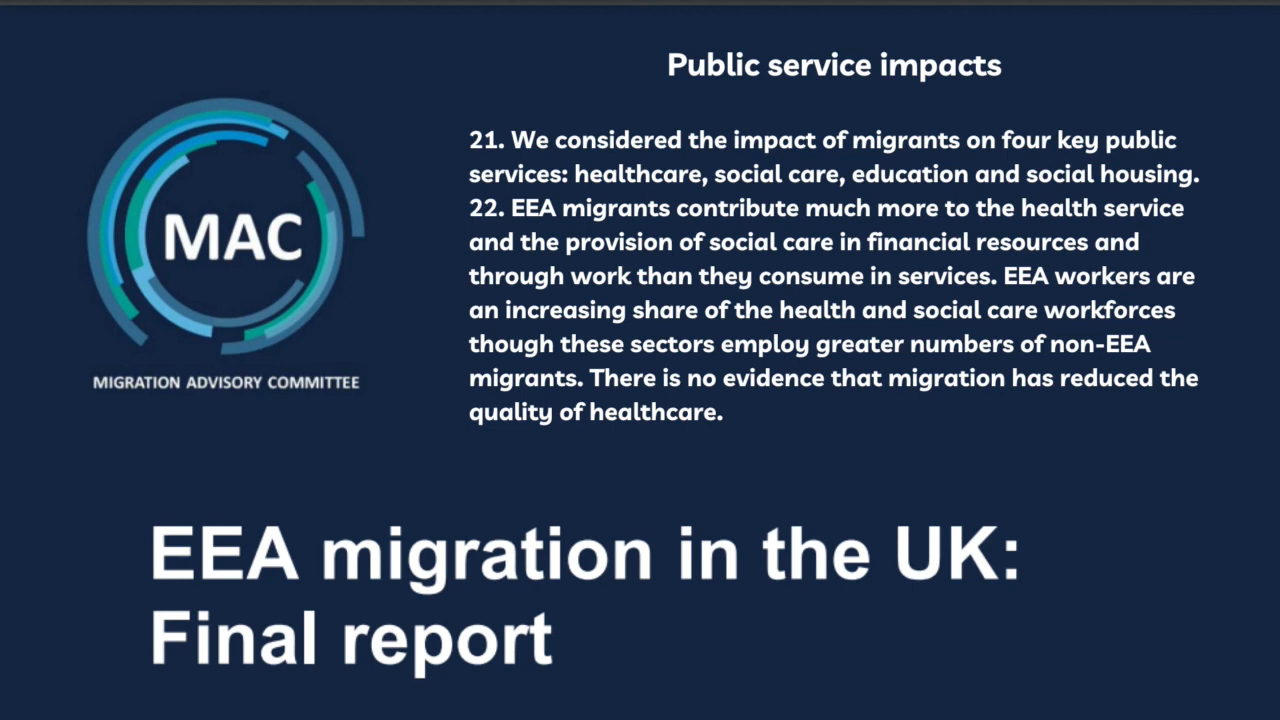 Public service impacts
21. We considered the impact of migrants on four key public
services: healthcare, social care, education and social housing.
22. EEA migrants contribute much more to the health service
and the provision of social care in financial resources and
through work than they consume in services. EEA workers are
an increasing share of the health and social care workforces
though these sectors employ greater numbers of non-EEA
migrants. There is no evidence that migration has reduced the
quality of healthcare.
MAC
MIGRATION ADVISORY COMMITTEE
EEA migration in the UK:
Final report